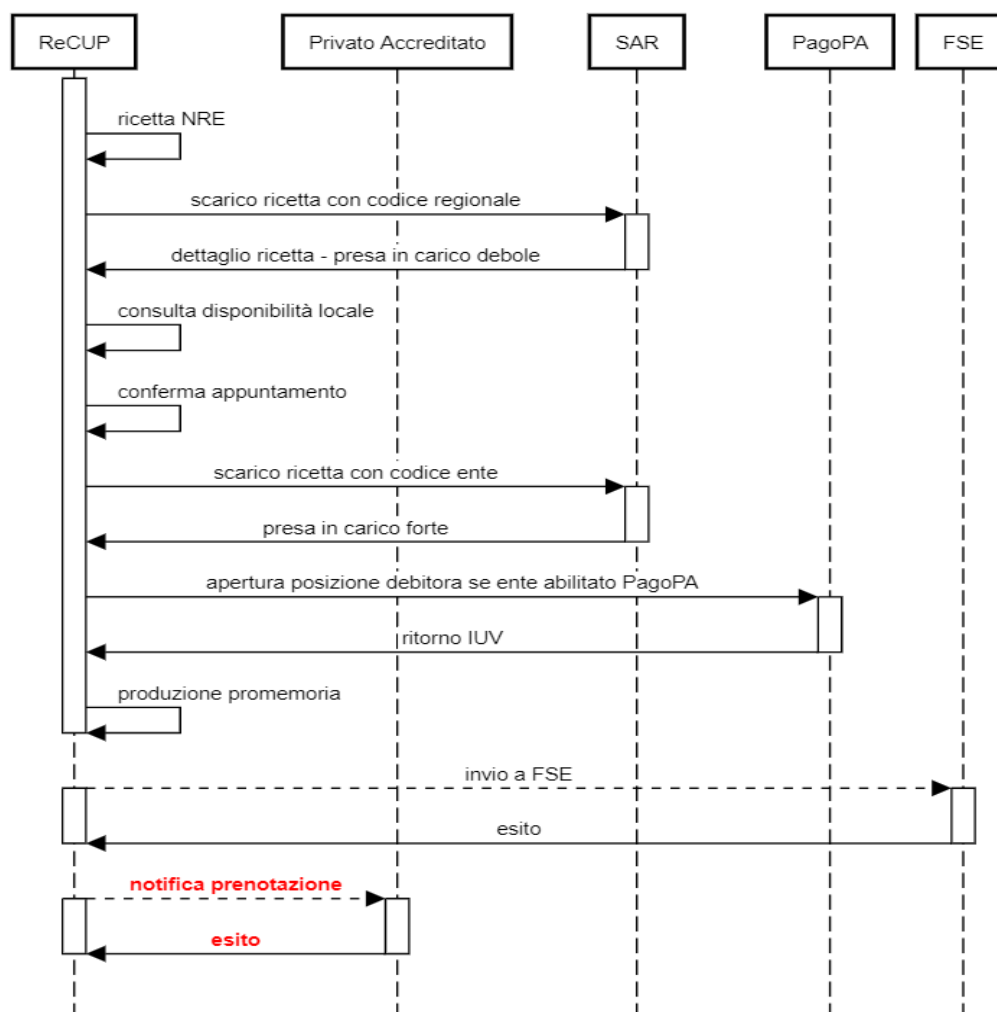 ReCUP
Privato Accreditato
SAR
PagoPA
FSE
ricetta NRE
scarico ricetta con codice regionale
dettaglio ricetta - presa in carico debole
consulta disponibilità locale
conferma appuntamento
scarico ricetta con codice ente
presa in carico forte
apertura posizione debitora se ente abilitato PagoPA
ritorno IUV
produzione promemoria
invio a FSE
esito
notifica prenotazione
esito